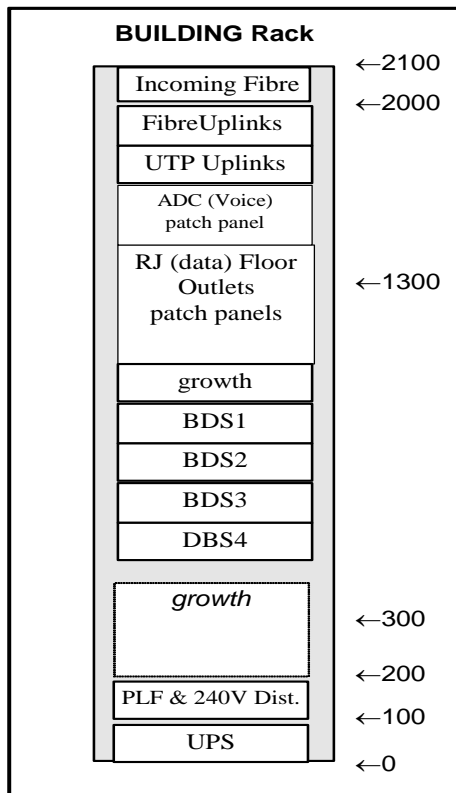 BUILDING Rack
←2100
Incoming Fibre
←2000
FibreUplinks
UTP Uplinks
ADC (Voice)
patch panel
RJ (data) Floor
Outlets
←1300
patch panels
growth
BDS1
BDS2
BDS3
DBS4
growth
←300
←200
PLF & 240V Dist.
←100
UPS
←0